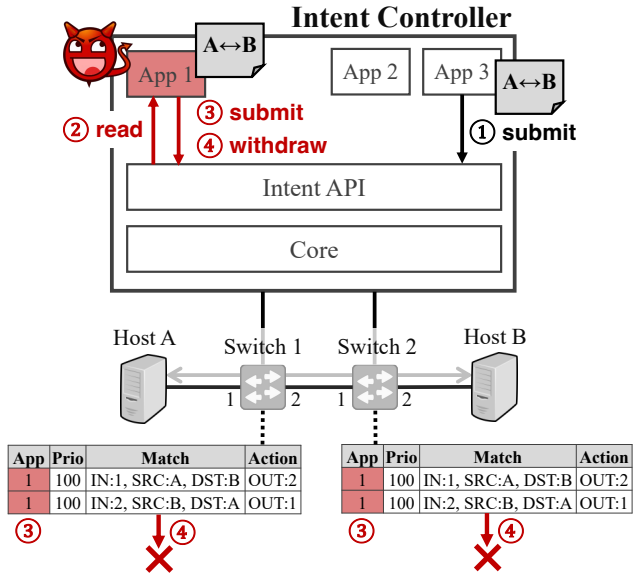 Intent Controller
A↔B
App 1
App 2
App 3
A↔B
② read
③ submit
④ withdraw
① submit
Intent API
Core
Host A
Switch 1
Switch 2
Host B
1 2 1 2
App Prio Match Action
1 100 IN:1, SRC:A, DST:B OUT:2
1 100 IN:2, SRC:B, DST:A OUT:1
③ ④
App Prio Match Action
1 100 IN:1, SRC:A, DST:B OUT:2
1 100 IN:2, SRC:B, DST:A OUT:1
③ ④